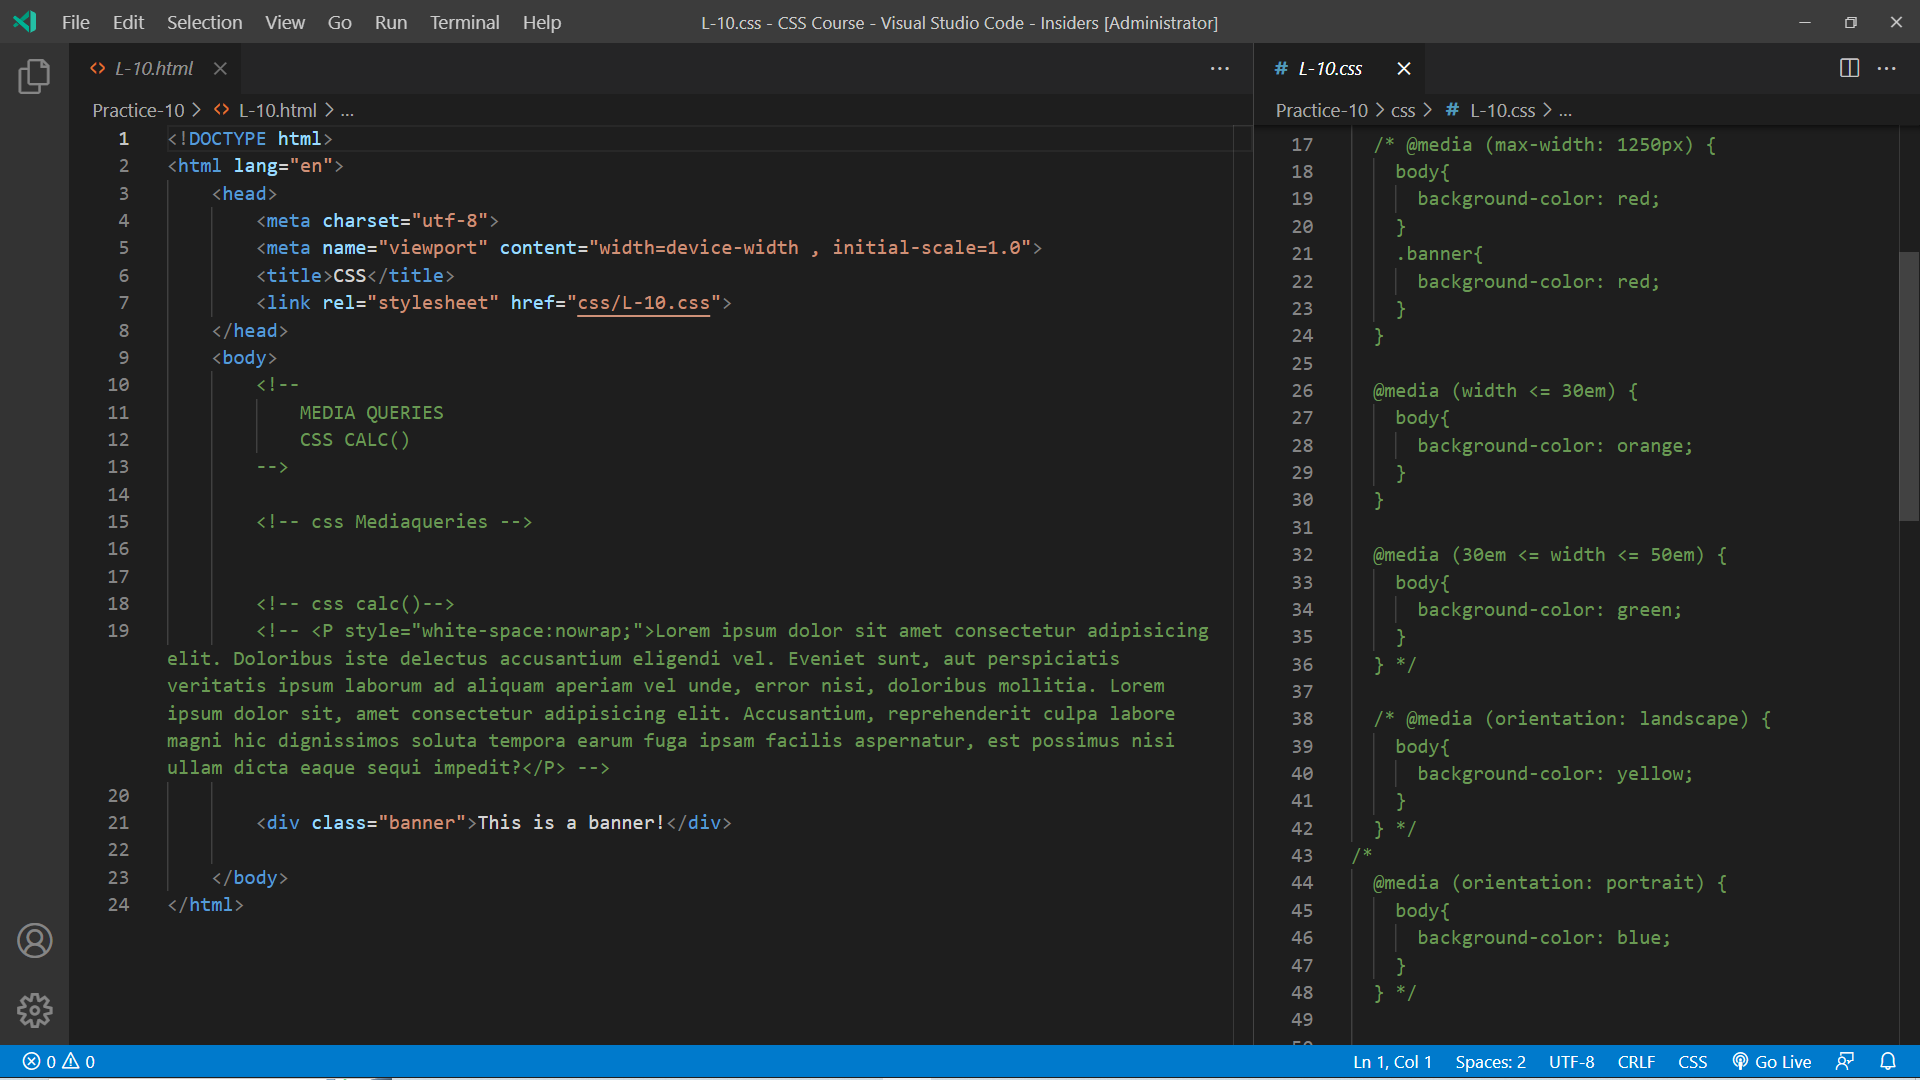 File Edit Selection View Go Run Terminal Help
L-10.css - CSS Course - Visual Studio Code - Insiders [Administrator]
<> L-10.html
Practice-10 > <> L-10.html > ...
1 <!DOCTYPE html>
2 <html lang="en">
3 <head>
4 <meta charset="utf-8">
5 <meta name="viewport" content="width=device-width , initial-scale=1.0">
6 <title>CSS</title>
7 <link rel="stylesheet" href="css/L-10.css">
8 </head>
9 <body>
10 <!--
11 MEDIA QUERIES
12 CSS CALC()
13 -->
14
15 <!-- css Mediaqueries -->
16
17
18 <!-- css calc()-->
19 <!-- <P style="white-space:nowrap;">Lorem ipsum dolor sit amet consectetur adipisicing
elit. Doloribus iste delectus accusantium eligendi vel. Eveniet sunt, aut perspiciatis
veritatis ipsum laborum ad aliquam aperiam vel unde, error nisi, doloribus mollitia. Lorem
ipsum dolor sit, amet consectetur adipisicing elit. Accusantium, reprehenderit culpa labore
magni hic dignissimos soluta tempora earum fuga ipsam facilis aspernatur, est possimus nisi
ullam dicta eaque sequi impedit?</P> -->
20
21 <div class="banner">This is a banner!</div>
22
23 </body>
24 </html>
# L-10.css
Practice-10 > css > # L-10.css > ...
17 /* @media (max-width: 1250px) {
18 body{
19 background-color: red;
20 }
21 .banner{
22 background-color: red;
23 }
24 }
25
26 @media (width <= 30em) {
27 body{
28 background-color: orange;
29 }
30 }
31
32 @media (30em <= width <= 50em) {
33 body{
34 background-color: green;
35 }
36 } */
37
38 /* @media (orientation: landscape) {
39 body{
40 background-color: yellow;
41 }
42 } */
43 /*
44 @media (orientation: portrait) {
45 body{
46 background-color: blue;
47 }
48 } */
49
0 0
Ln 1, Col 1 Spaces: 2 UTF-8 CRLF CSS Go Live